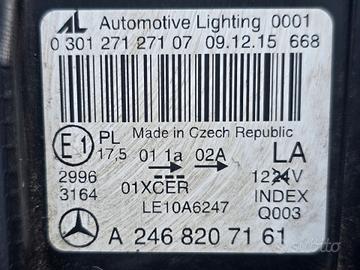 AL Automotive Lighting 0001
0 301 271 271 07 09.12.15 668
E1 PL 17,5 Made in Czech Republic
01 1a 02A LA
2996 1224V
3164 01XCER INDEX
LE10A6247 Q003
A 246 820 71 61
subito